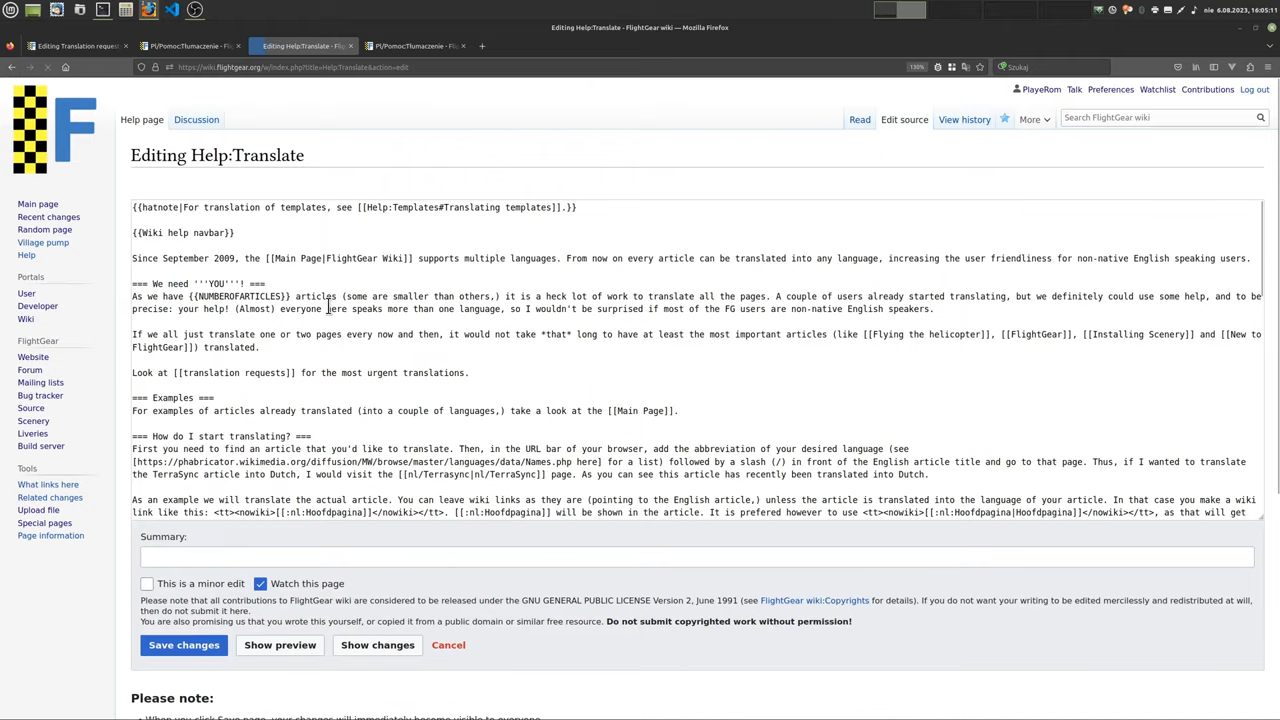 nie 6.08.2023, 16:05:11
Editing Help:Translate - FlightGear wiki — Mozilla Firefox
Editing Translation reques
Pl/Pomoc:Tłumaczenie - Fl
Editing Help:Translate - Fli
Pl/Pomoc:Tłumaczenie - Fl
https://wiki.flightgear.org/w/index.php?title=Help:Translate&action=edit
130%
Szukaj
PlayeRom Talk Preferences Watchlist Contributions Log out
Help page Discussion Read Edit source View history More Search FlightGear wiki
Editing Help:Translate
Main page
Recent changes
Random page
Village pump
Help
Portals
User
Developer
Wiki
FlightGear
Website
Forum
Mailing lists
Bug tracker
Source
Scenery
Liveries
Build server
Tools
What links here
Related changes
Upload file
Special pages
Page information
{{hatnote|For translation of templates, see [[Help:Templates#Translating templates]].}}
{{Wiki help navbar}}
Since September 2009, the [[Main Page|FlightGear Wiki]] supports multiple languages. From now on every article can be translated into any language, increasing the user friendliness for non-native English speaking users.
=== We need '''YOU'''! ===
As we have {{NUMBEROFARTICLES}} articles (some are smaller than others,) it is a heck lot of work to translate all the pages. A couple of users already started translating, but we definitely could use some help, and to be
precise: your help! (Almost) everyone here speaks more than one language, so I wouldn't be surprised if most of the FG users are non-native English speakers.
If we all just translate one or two pages every now and then, it would not take *that* long to have at least the most important articles (like [[Flying the helicopter]], [[FlightGear]], [[Installing Scenery]] and [[New to
FlightGear]]) translated.
Look at [[translation requests]] for the most urgent translations.
=== Examples ===
For examples of articles already translated (into a couple of languages,) take a look at the [[Main Page]].
=== How do I start translating? ===
First you need to find an article that you'd like to translate. Then, in the URL bar of your browser, add the abbreviation of your desired language (see
[https://phabricator.wikimedia.org/diffusion/MW/browse/master/languages/data/Names.php here] for a list) followed by a slash (/) in front of the English article title and go to that page. Thus, if I wanted to translate
the TerraSync article into Dutch, I would visit the [[nl/Terrasync|nl/TerraSync]] page. As you can see this article has recently been translated into Dutch.
As an example we will translate the actual article. You can leave wiki links as they are (pointing to the English article,) unless the article is translated into the language of your article. In that case you make a wiki
link like this: <tt><nowiki>[[:nl:Hoofdpagina]]</nowiki></tt>. [[:nl:Hoofdpagina]] will be shown in the article. It is prefered however to use <tt><nowiki>[[:nl:Hoofdpagina|Hoofdpagina]]</nowiki></tt>, as that will get
Summary:
This is a minor edit Watch this page
Please note that all contributions to FlightGear wiki are considered to be released under the GNU GENERAL PUBLIC LICENSE Version 2, June 1991 (see FlightGear wiki:Copyrights for details). If you do not want your writing to be edited mercilessly and redistributed at will,
then do not submit it here.
You are also promising us that you wrote this yourself, or copied it from a public domain or similar free resource. Do not submit copyrighted work without permission!
Save changes Show preview Show changes Cancel
Please note:
When you click Save page, your changes will immediately become visible to everyone.